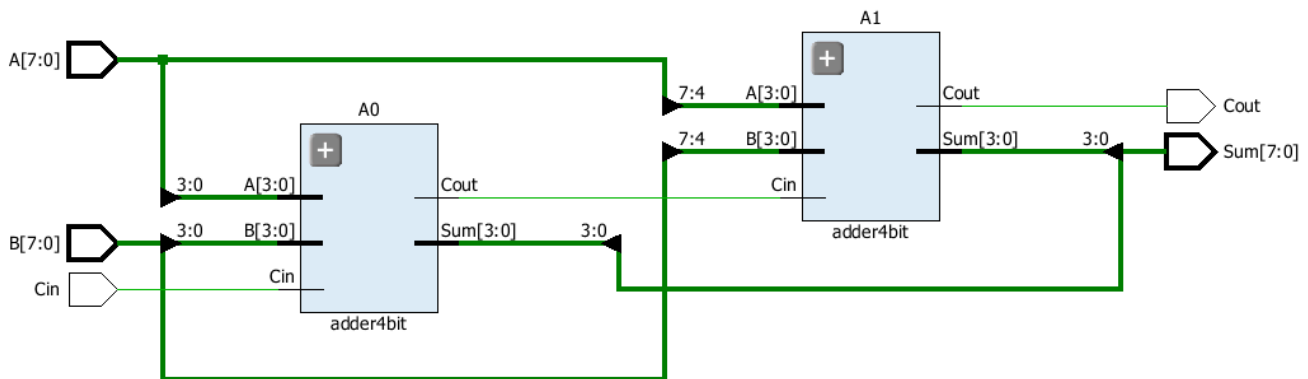 A1
A[7:0]
7:4 A[3:0]
Cout
Cout
A0
7:4 B[3:0]
Sum[3:0] 3:0
Sum[7:0]
3:0 A[3:0]
Cout
Cin
B[7:0]
3:0 B[3:0]
Sum[3:0] 3:0
adder4bit
Cin
Cin
adder4bit